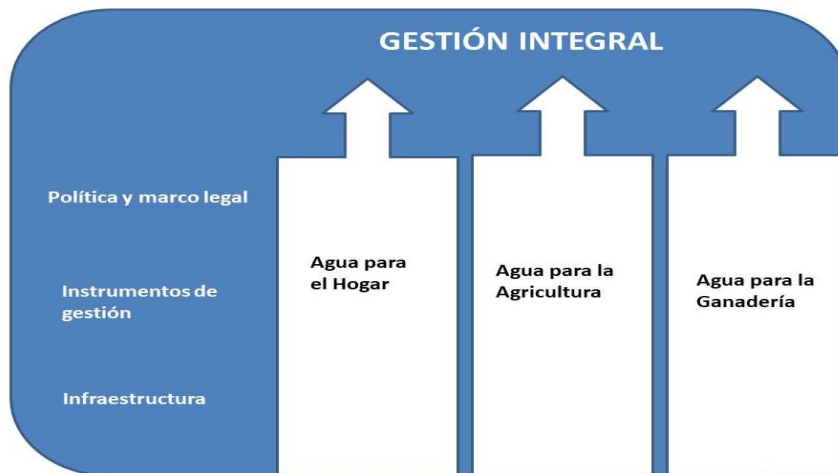 GESTIÓN INTEGRAL
Política y marco legal
Instrumentos de
gestión
Infraestructura
Agua para
el Hogar
Agua para la
Agricultura
Agua para la
Ganadería